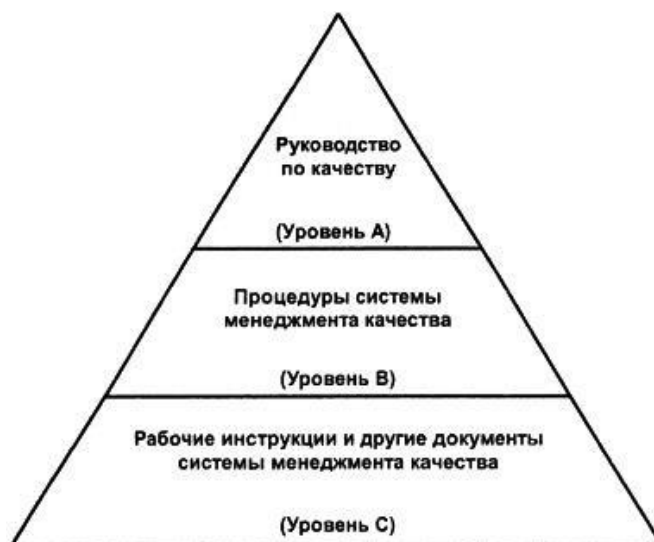 Руководство
по качеству
(Уровень А)
Процедуры системы
менеджмента качества
(Уровень В)
Рабочие инструкции и другие документы
системы менеджмента качества
(Уровень С)